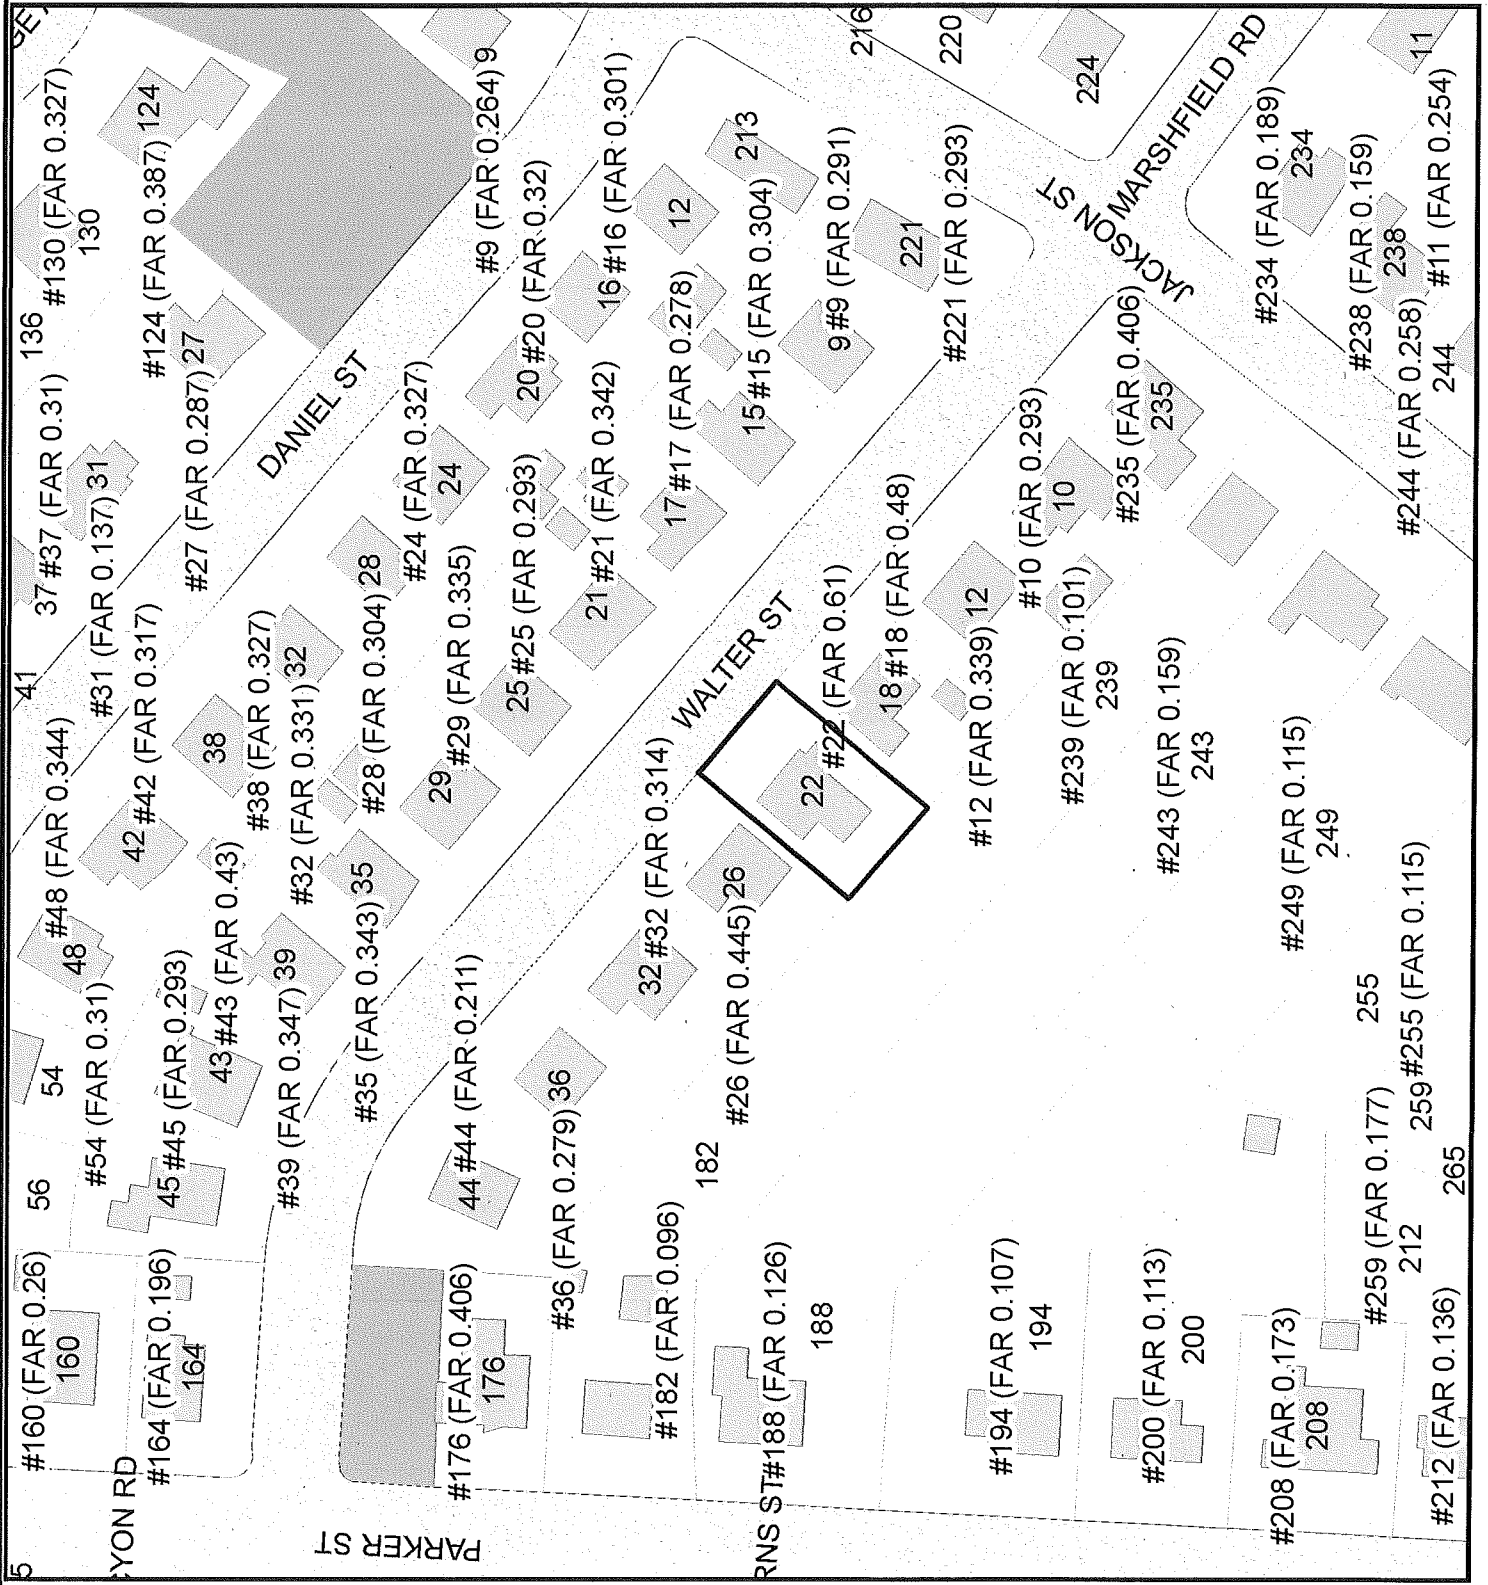 #130 (FAR 0.327)
130
124
#124 (FAR 0.387)
136
#9 (FAR 0.264) 9
27
#27 (FAR 0.287)
37 #37 (FAR 0.31)
31
#31 (FAR 0.137)
41
DANIEL ST
#16 (FAR 0.301)
16
#20 (FAR 0.32)
20
#24 (FAR 0.327)
24
28
#28 (FAR 0.304)
32
#32 (FAR 0.331)
#38 (FAR 0.327)
38
#42 (FAR 0.317)
42
#48 (FAR 0.344)
48
#54 (FAR 0.31)
54
56
12
213
216
220
224
11
#11 (FAR 0.254)
MARSHFIELD RD
JACKSON ST
9 #9 (FAR 0.291)
15 #15 (FAR 0.304)
17 #17 (FAR 0.278)
21 #21 (FAR 0.342)
25 #25 (FAR 0.293)
29 #29 (FAR 0.335)
35
#35 (FAR 0.343)
39
#39 (FAR 0.347)
43 #43 (FAR 0.43)
45 #45 (FAR 0.293)
WALTER ST
221
#221 (FAR 0.293)
#234 (FAR 0.189)
234
#238 (FAR 0.159)
238
#244 (FAR 0.258)
244
#235 (FAR 0.406)
235
#10 (FAR 0.293)
10
12
#12 (FAR 0.339)
18 #18 (FAR 0.48)
22
#22 (FAR 0.61)
26
#26 (FAR 0.445)
32 #32 (FAR 0.314)
36
#36 (FAR 0.279)
44 #44 (FAR 0.211)
#239 (FAR 0.101)
239
#243 (FAR 0.159)
243
#249 (FAR 0.115)
249
255
#255 (FAR 0.115)
259
#259 (FAR 0.177)
265
#160 (FAR 0.26)
160
#164 (FAR 0.196)
164
#176 (FAR 0.406)
176
#182 (FAR 0.096)
182
#188 (FAR 0.126)
188
#194 (FAR 0.107)
194
#200 (FAR 0.113)
200
#208 (FAR 0.173)
208
#212 (FAR 0.136)
212
YON RD
PARKER ST
RNS ST
5